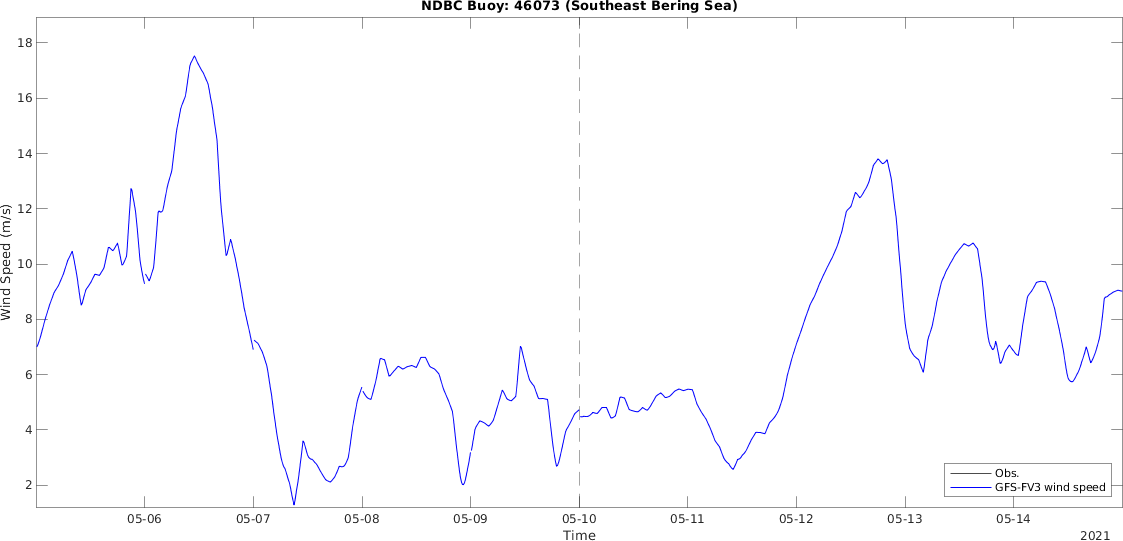 NDBC Buoy: 46073 (Southeast Bering Sea)
18
16
14
12
10
8
6
4
2
Wind Speed (m/s)
Obs.
GFS-FV3 wind speed
05-06 05-07 05-08 05-09 05-10 05-11 05-12 05-13 05-14
Time
2021